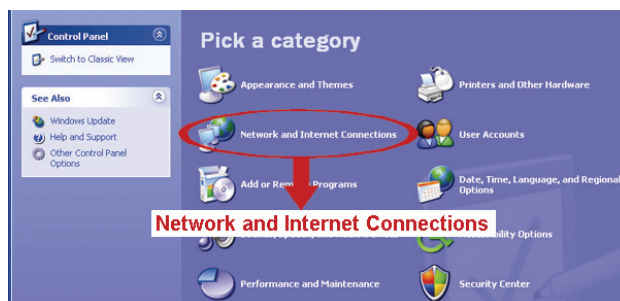 Control Panel
Switch to Classic View
See Also
Windows Update
Help and Support
Other Control Panel
Options
Pick a category
Appearance and Themes
Printers and Other Hardware
Network and Internet Connections
User Accounts
Add or Programs
Date, Time, Language, and Regional
Options
Network and Internet Connections
Options
Performance and Maintenance
Security Center